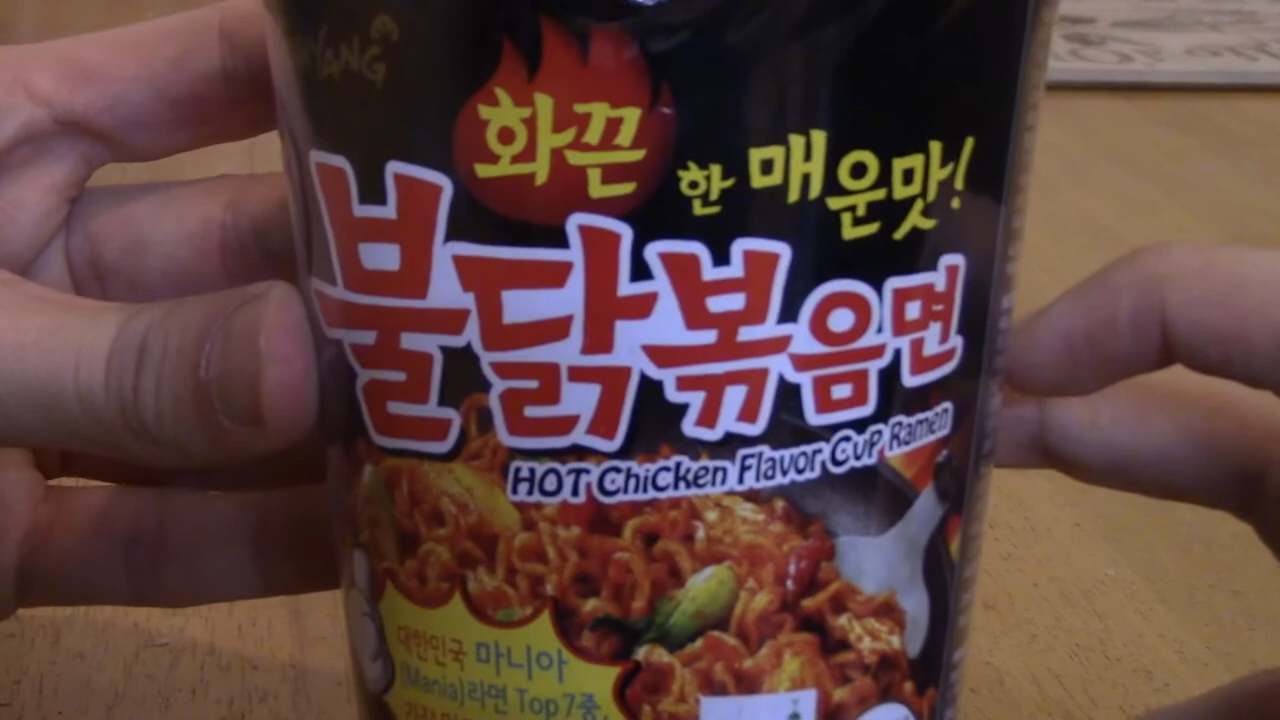 화끈한 매운맛!
불닭볶음면
HOT Chicken Flavor Cup Ramen
대한민국 마니아
(Mania)라면 Top7중,